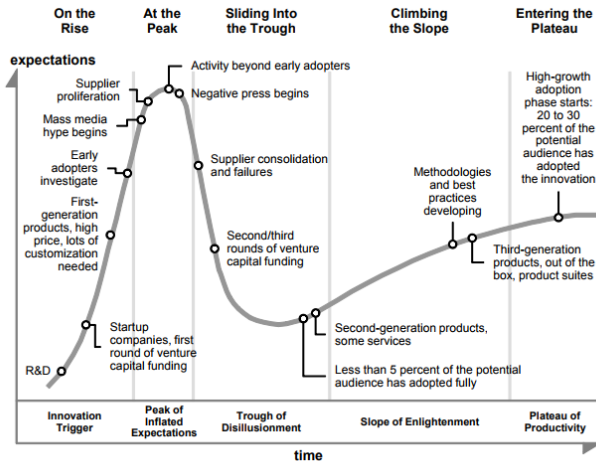 On the
Rise
At the
Peak
Sliding Into
the Trough
Climbing
the Slope
Entering the
Plateau
expectations
Activity beyond early adopters
Supplier
proliferation
Negative press begins
Mass media
hype begins
Early
adopters
investigate
First-
generation
products, high
price, lots of
customization
needed
Startup
companies, first
round of venture
capital funding
R&D
Supplier consolidation
and failures
Second/third
rounds of venture
capital funding
Second-generation products,
some services
Less than 5 percent of the potential
audience has adopted fully
Methodologies
and best
practices
developing
Third-generation
products, out of the
box, product suites
High-growth
adoption
phase starts:
20 to 30
percent of the
potential
audience has
adopted
the innovation
Innovation
Trigger
Peak of
Inflated
Expectations
Trough of
Disillusionment
Slope of Enlightenment
Plateau of
Productivity
time